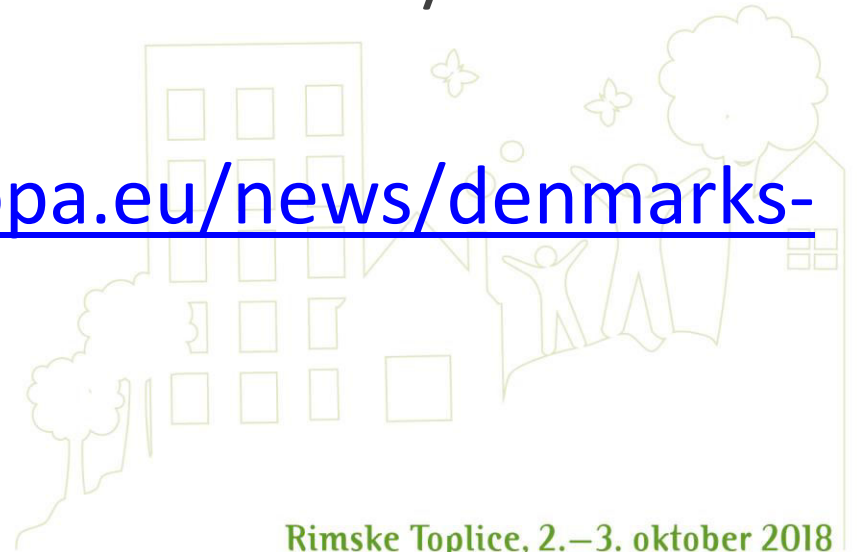 pa.eu/news/denmarks-
Rimske Toplice, 2.–3. oktober 2018